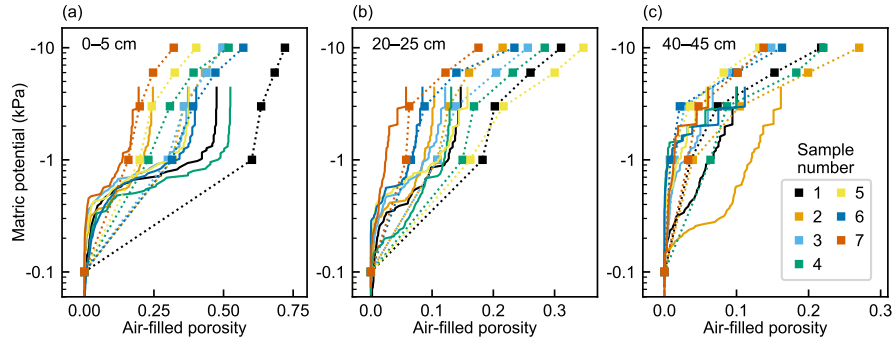 (a)
(b)
(c)
0–5 cm
20–25 cm
40–45 cm
Matric potential (kPa)
-10
-1
-0.1
-10
-1
-0.1
-10
-1
-0.1
Sample
number
1
2
3
4
5
6
7
0.00
0.25
0.50
0.75
0.0
0.1
0.2
0.3
0.0
0.1
0.2
0.3
Air-filled porosity
Air-filled porosity
Air-filled porosity